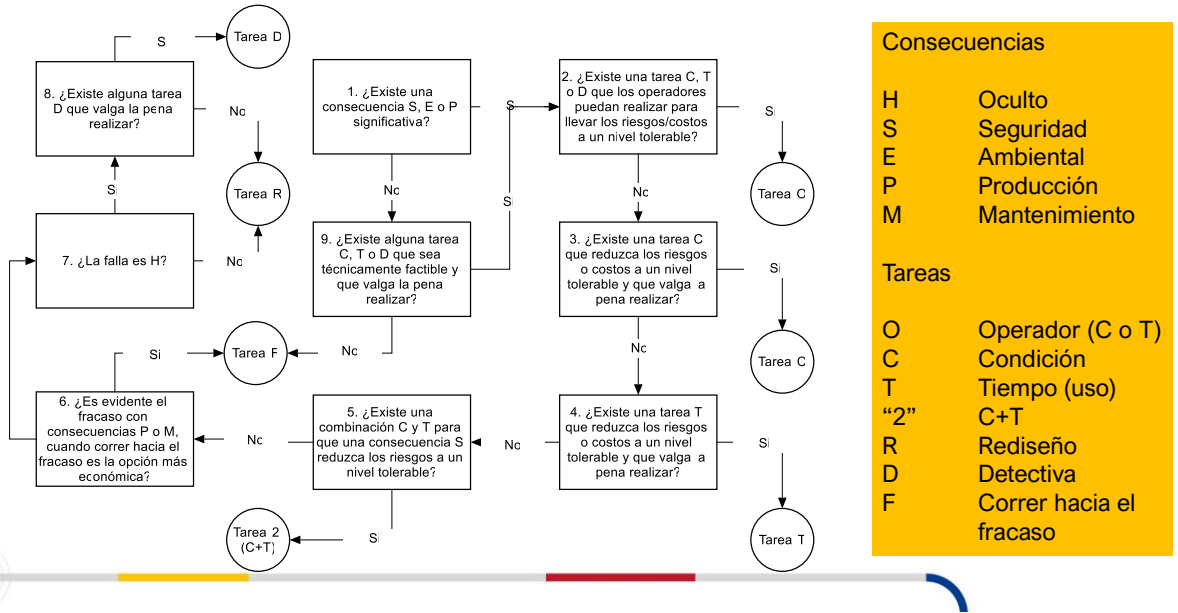 S
Tarea D
8. ¿Existe alguna tarea
D que valga la pena
realizar?
No
Si
Tarea R
7. ¿La falla es H?
No
1. ¿Existe una
consecuencia S, E o P
significativa?
Si
No
9. ¿Existe alguna tarea
C, T o D que sea
técnicamente factible y
que valga la pena
realizar?
Si
No
Tarea F
Si
6. ¿Es evidente el
fracaso con
consecuencias P o M,
cuando correr hacia el
fracaso es la opción más
económica?
No
5. ¿Existe una
combinación C y T para
que una consecuencia S
reduzca los riesgos a un
nivel tolerable?
Si
Tarea 2
(C+T)
2. ¿Existe una tarea C, T
o D que los operadores
puedan realizar para
llevar los riesgos/costos
a un nivel tolerable?
Si
Tarea O
No
3. ¿Existe una tarea C
que reduzca los riesgos
o costos a un nivel
tolerable y que valga a
pena realizar?
Si
Tarea C
No
4. ¿Existe una tarea T
que reduzca los riesgos
o costos a un nivel
tolerable y que valga a
pena realizar?
No
Si
Tarea T
Consecuencias
H Oculto
S Seguridad
E Ambiental
P Producción
M Mantenimiento
Tareas
O Operador (C o T)
C Condición
T Tiempo (uso)
“2” C+T
R Rediseño
D Detectiva
F Correr hacia el
fracaso